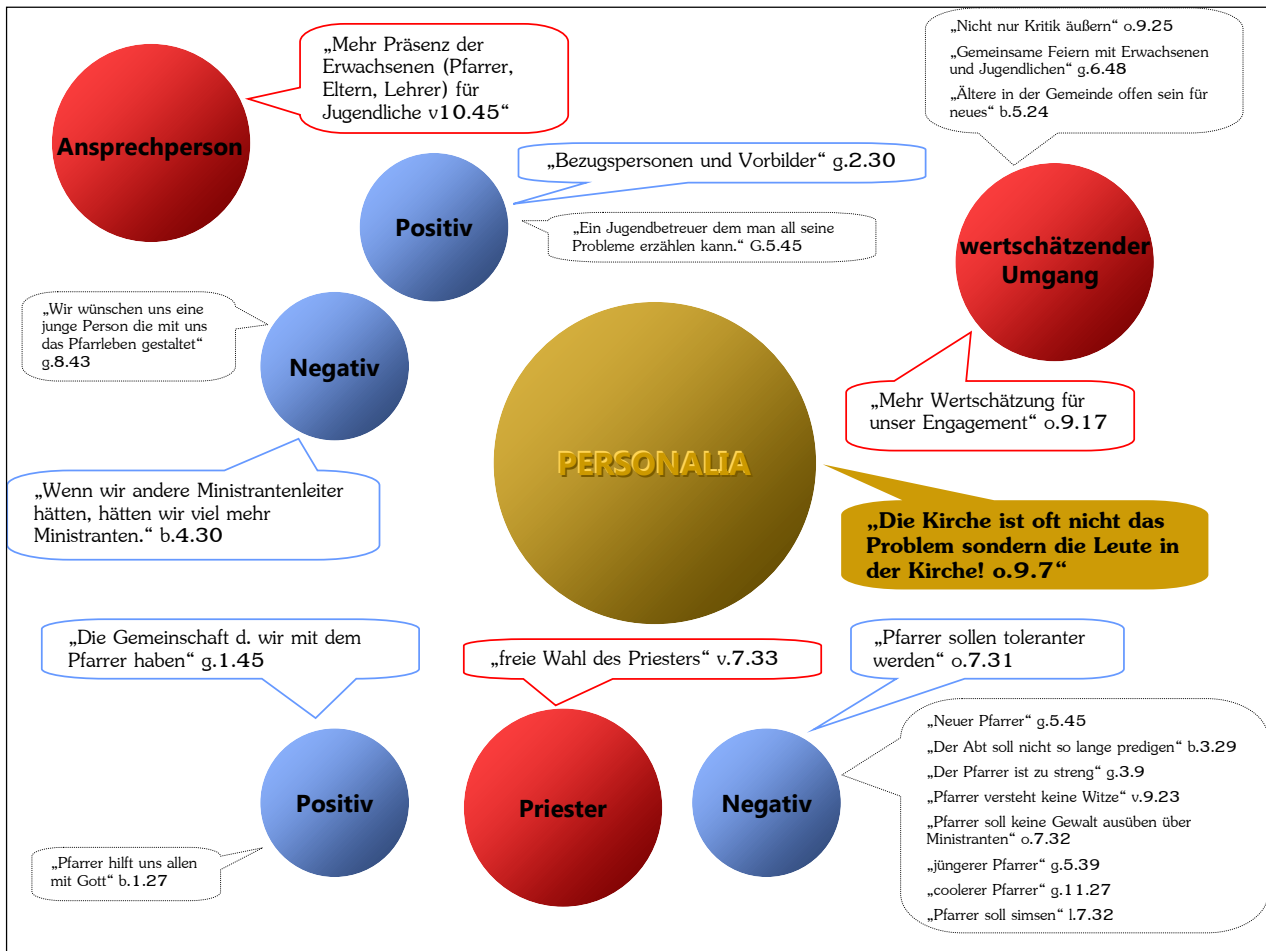 „Mehr Präsenz der
Erwachsenen (Pfarrer,
Eltern, Lehrer) für
Jugendliche v10.45“
Ansprechperson
„Nicht nur Kritik äußern“ o.9.25
„Gemeinsame Feiern mit Erwachsenen
und Jugendlichen“ g.6.48
„Ältere in der Gemeinde offen sein für
neues“ b.5.24
„Bezugspersonen und Vorbilder“ g.2.30
Positiv
„Ein Jugendbetreuer dem man all seine
Probleme erzählen kann.“ G.5.45
wertschätzender
Umgang
„Wir wünschen uns eine
junge Person die mit uns
das Pfarrleben gestaltet“
g.8.43
Negativ
„Mehr Wertschätzung für
unser Engagement“ o.9.17
PERSONALIA
„Wenn wir andere Ministrantenleiter
hätten, hätten wir viel mehr
Ministranten.“ b.4.30
„Die Kirche ist oft nicht das
Problem sondern die Leute in
der Kirche! o.9.7“
„Die Gemeinschaft d. wir mit dem
Pfarrer haben“ g.1.45
„freie Wahl des Priesters“ v.7.33
„Pfarrer sollen toleranter
werden“ o.7.31
Positiv
Priester
Negativ
„Neuer Pfarrer“ g.5.45
„Der Abt soll nicht so lange predigen“ b.3.29
„Der Pfarrer ist zu streng“ g.3.9
„Pfarrer versteht keine Witze“ v.9.23
„Pfarrer soll keine Gewalt ausüben über
Ministranten“ o.7.32
„jüngerer Pfarrer“ g.5.39
„coolerer Pfarrer“ g.11.27
„Pfarrer soll simsen“ l.7.32
„Pfarrer hilft uns allen
mit Gott“ b.1.27